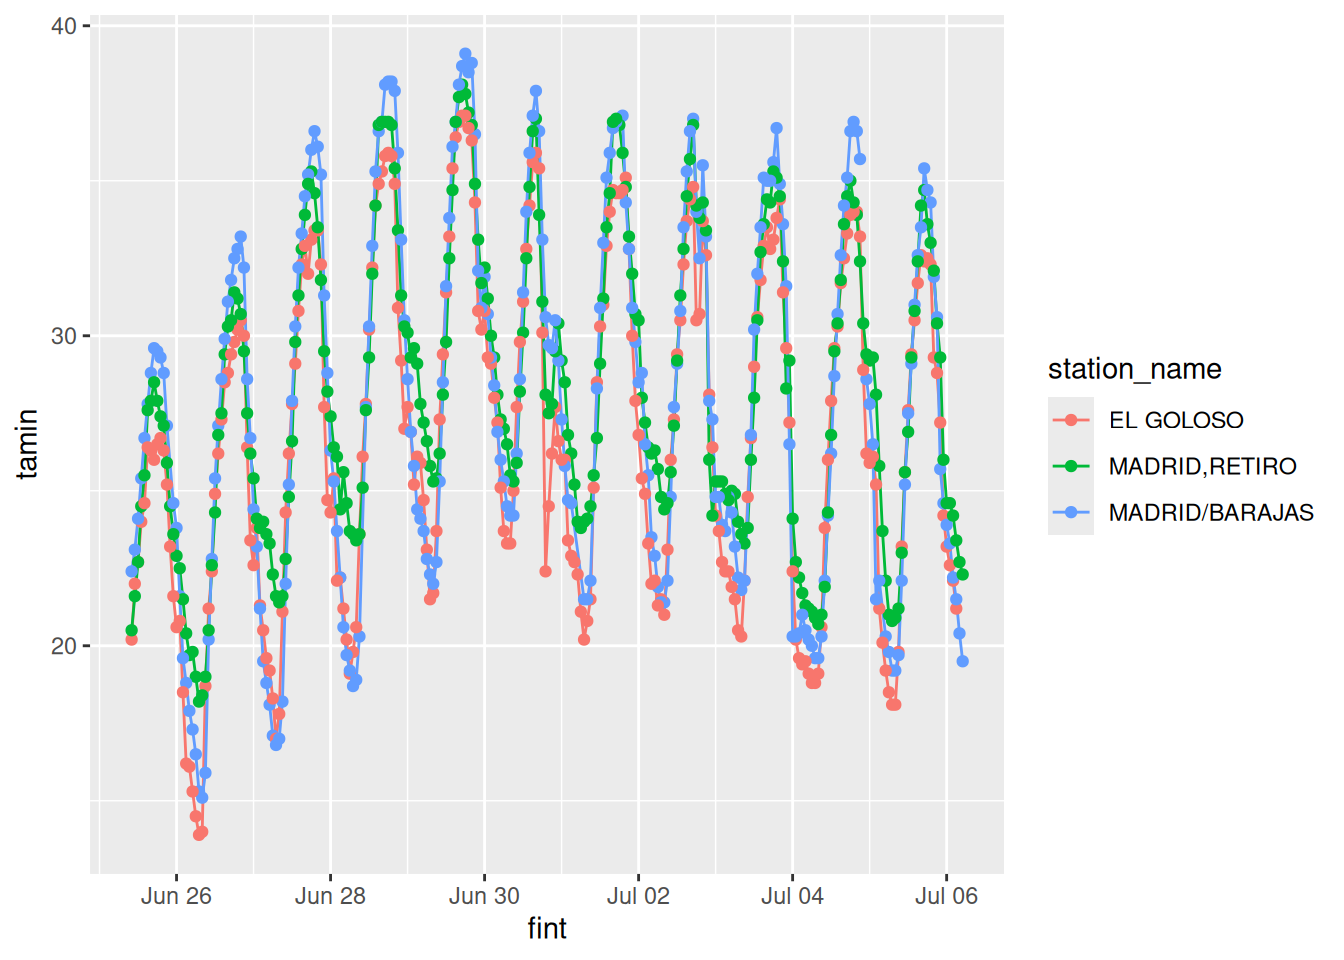 40
30
20
tamin
Jun 26
Jun 28
Jun 30
Jul 02
Jul 04
Jul 06
fint
station_name
EL GOLOSO
MADRID,RETIRO
MADRID/BARAJAS